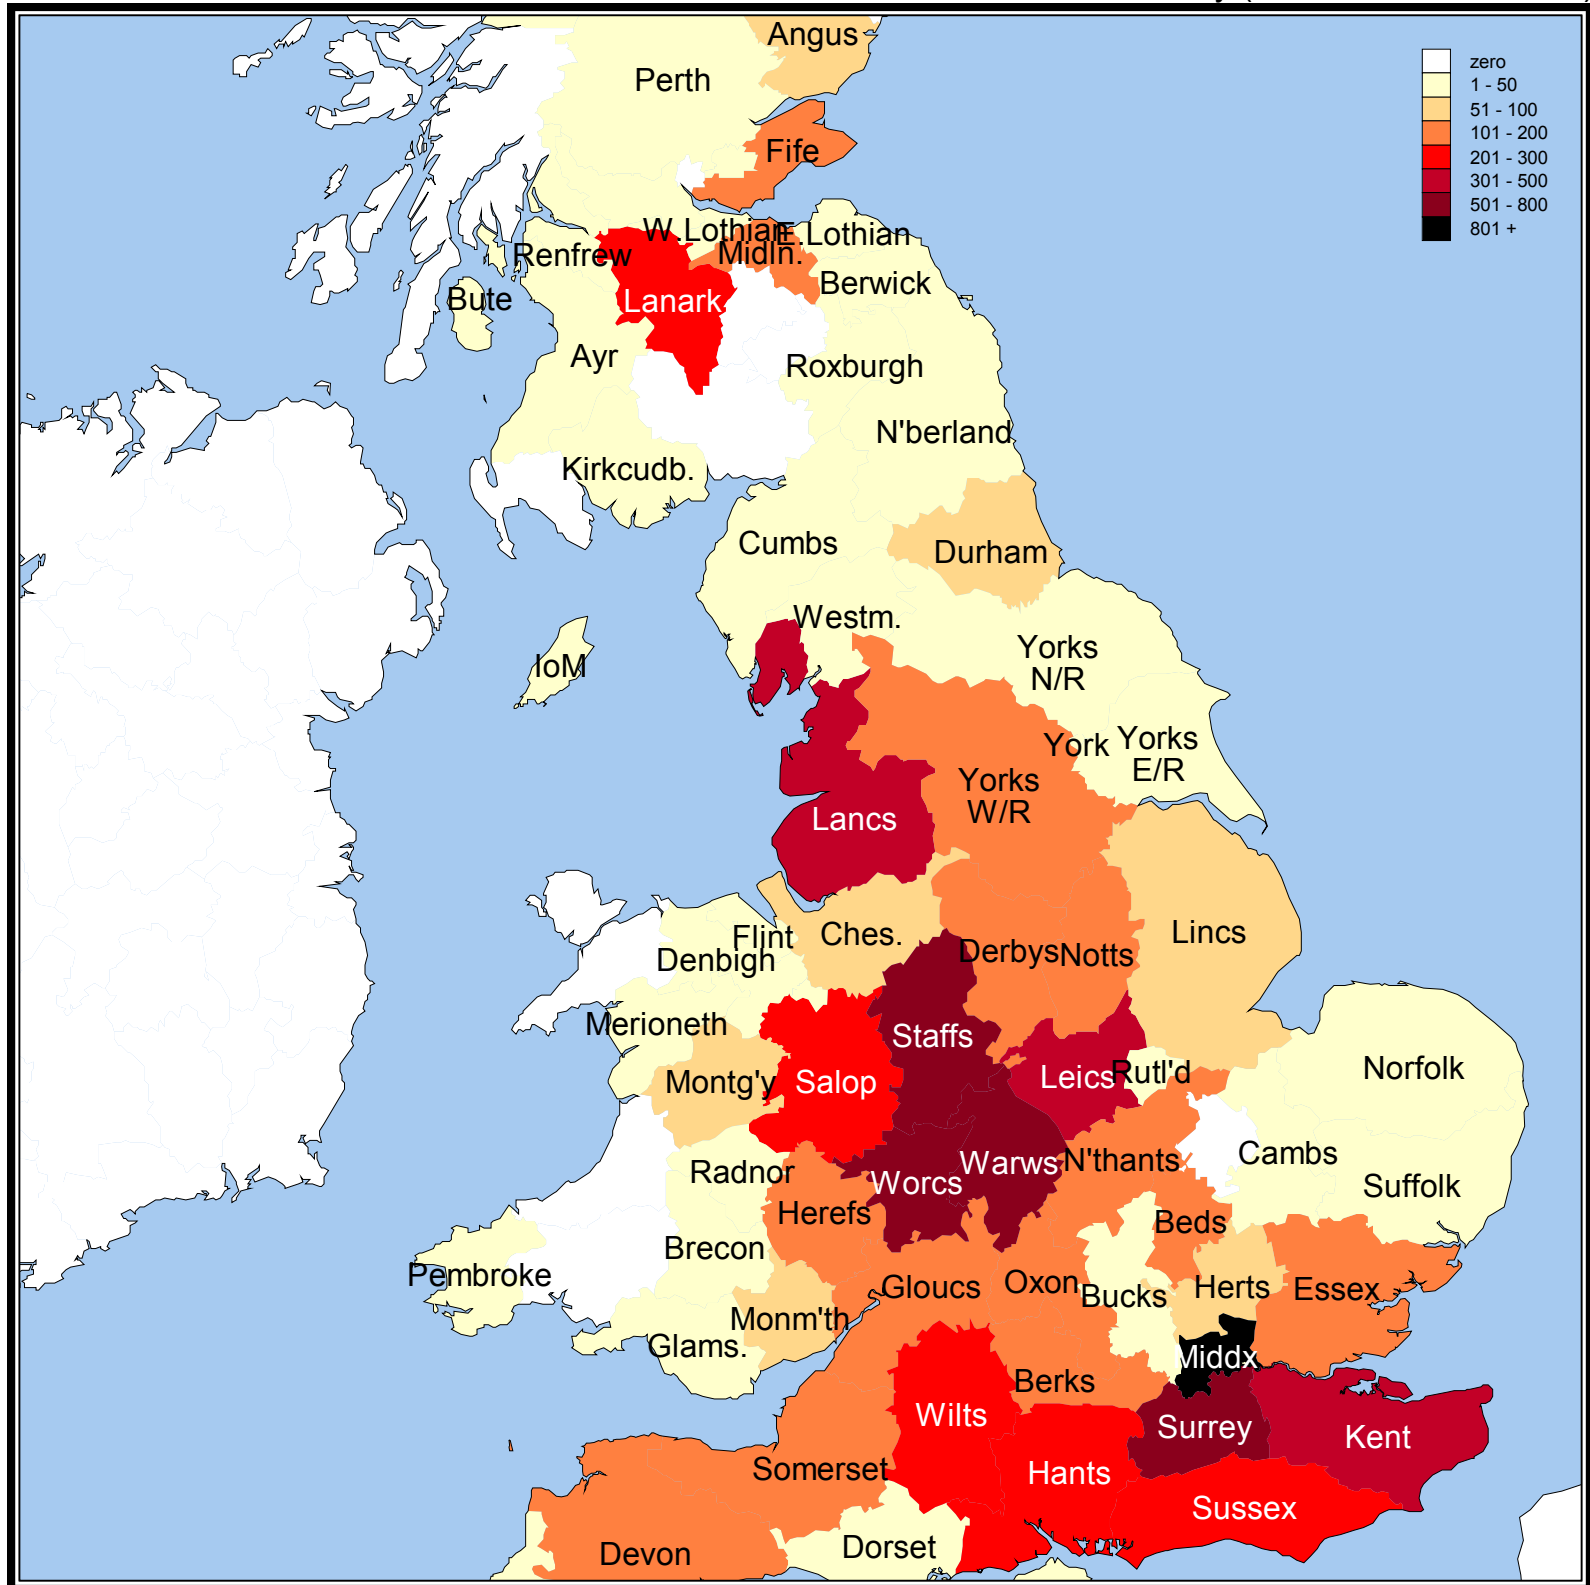 y (
Angus
zero
Perth
1 - 50
51 - 100
101 - 200
Fife
201 - 300
301 - 500
501 - 800
801 +
W.Lothian
E.Lothian
Renfrew
Midln.
Berwick
Bute
Lanark
Ayr
Roxburgh
N'berland
Kirkcudb.
Cumbs
Durham
Westm.
IoM
Yorks
N/R
York
Yorks
E/R
Yorks
W/R
Lancs
Flint
Ches.
Lincs
Denbigh
Derbys
Notts
Merioneth
Staffs
Montg'y
Salop
Leics
Rutl'd
Norfolk
Radnor
Worcs
Warws
N'thants
Cambs
Suffolk
Herefs
Beds
Brecon
Pembroke
Gloucs
Oxon
Bucks
Herts
Essex
Monm'th
Glams.
Middx
Berks
Wilts
Surrey
Kent
Somerset
Hants
Sussex
Devon
Dorset